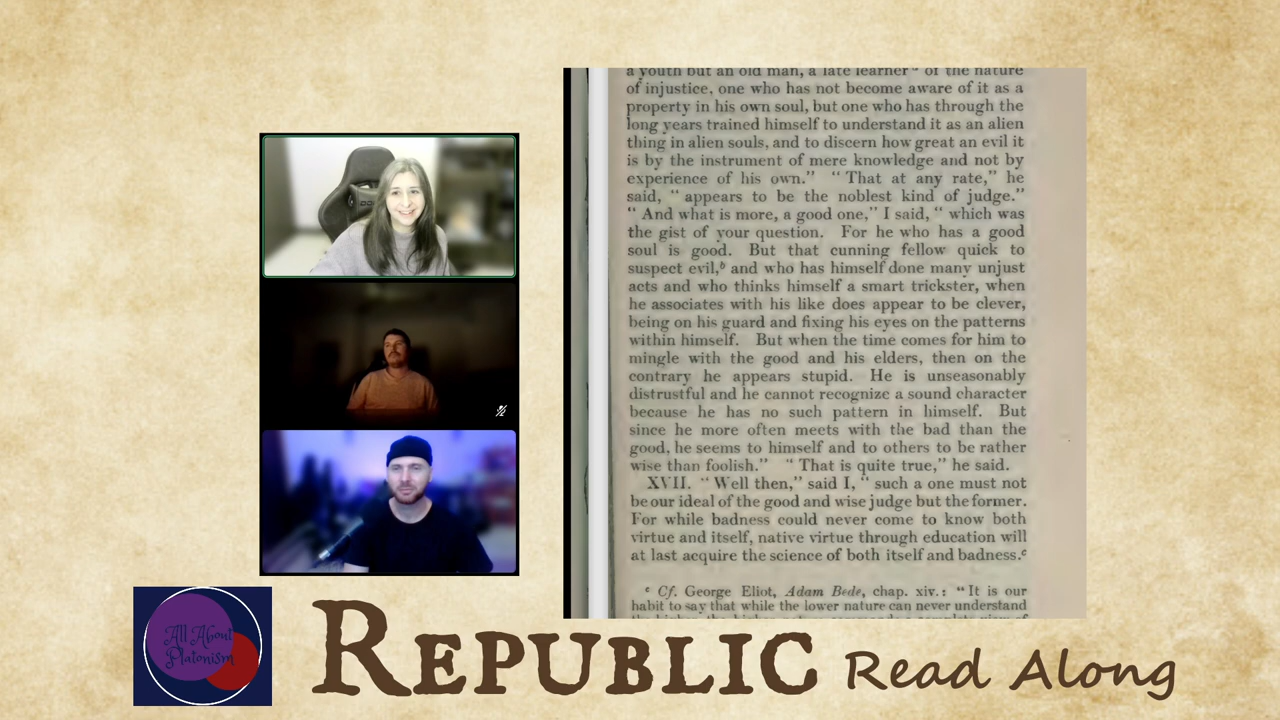 a youth but an old man, a late learner ª of the nature
of injustice, one who has not become aware of it as a
property in his own soul, but one who has through the
long years trained himself to understand it as an alien
thing in alien souls, and to discern how great an evil it
is by the instrument of mere knowledge and not by
experience of his own.” “ That at any rate,” he
said, “ appears to be the noblest kind of judge.”
“ And what is more, a good one,” I said, “ which was
the gist of your question. For he who has a good
soul is good. But that cunning fellow quick to
suspect evil,ᵇ and who has himself done many unjust
acts and who thinks himself a smart trickster, when
he associates with his like does appear to be clever,
being on his guard and fixing his eyes on the patterns
within himself. But when the time comes for him to
mingle with the good and his elders, then on the
contrary he appears stupid. He is unseasonably
distrustful and he cannot recognize a sound character
because he has no such pattern in himself. But
since he more often meets with the bad than the
good, he seems to himself and to others to be rather
wise than foolish.” “ That is quite true,” he said.
XVII. “ Well then,” said I, “ such a one must not
be our ideal of the good and wise judge but the former.
For while badness could never come to know both
virtue and itself, native virtue through education will
at last acquire the science of both itself and badness.ᶜ
ᶜ Cf. George Eliot, Adam Bede, chap. xiv.: “ It is our
habit to say that while the lower nature can never understand
All About
Platonism
REPUBLIC Read Along